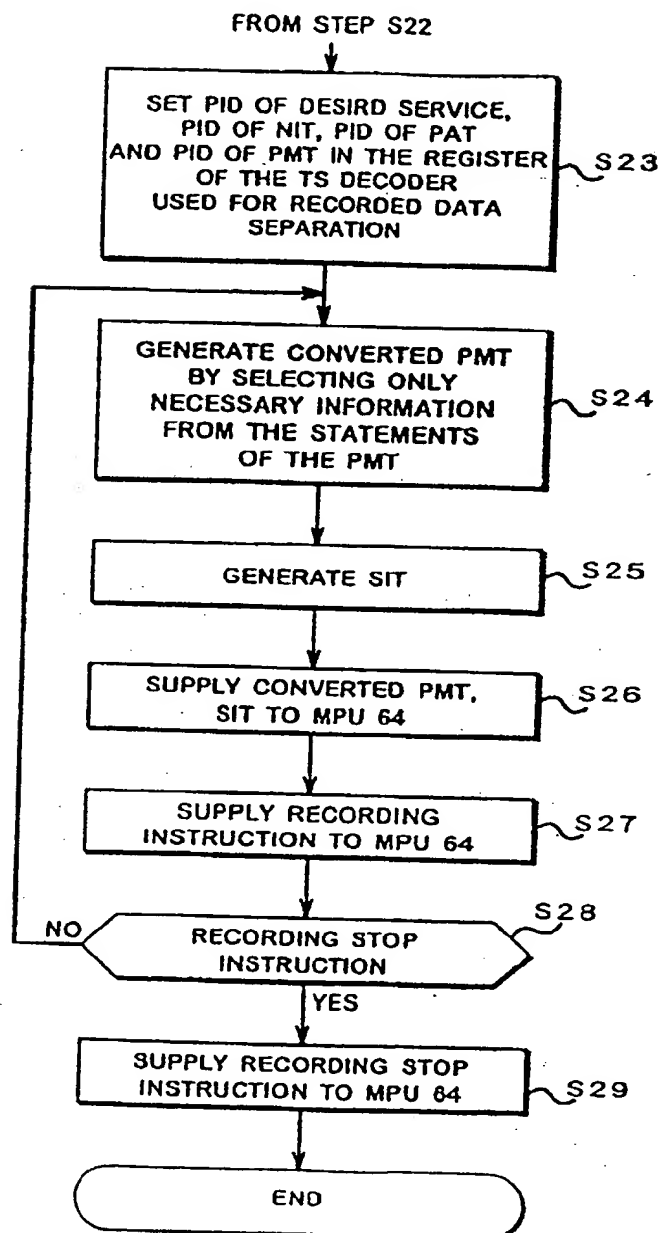 FROM STEP S22
SET PID OF DESIRD SERVICE,
PID OF NIT, PID OF PAT
AND PID OF PMT IN THE REGISTER
OF THE TS DECODER
USED FOR RECORDED DATA
SEPARATION
S23
GENERATE CONVERTED PMT
BY SELECTING ONLY
NECESSARY INFORMATION
FROM THE STATEMENTS
OF THE PMT
S24
GENERATE SIT
S25
SUPPLY CONVERTED PMT,
SIT TO MPU 64
S26
SUPPLY RECORDING
INSTRUCTION TO MPU 64
S27
NO
RECORDING STOP
INSTRUCTION
S28
YES
SUPPLY RECORDING STOP
INSTRUCTION TO MPU 64
S29
END